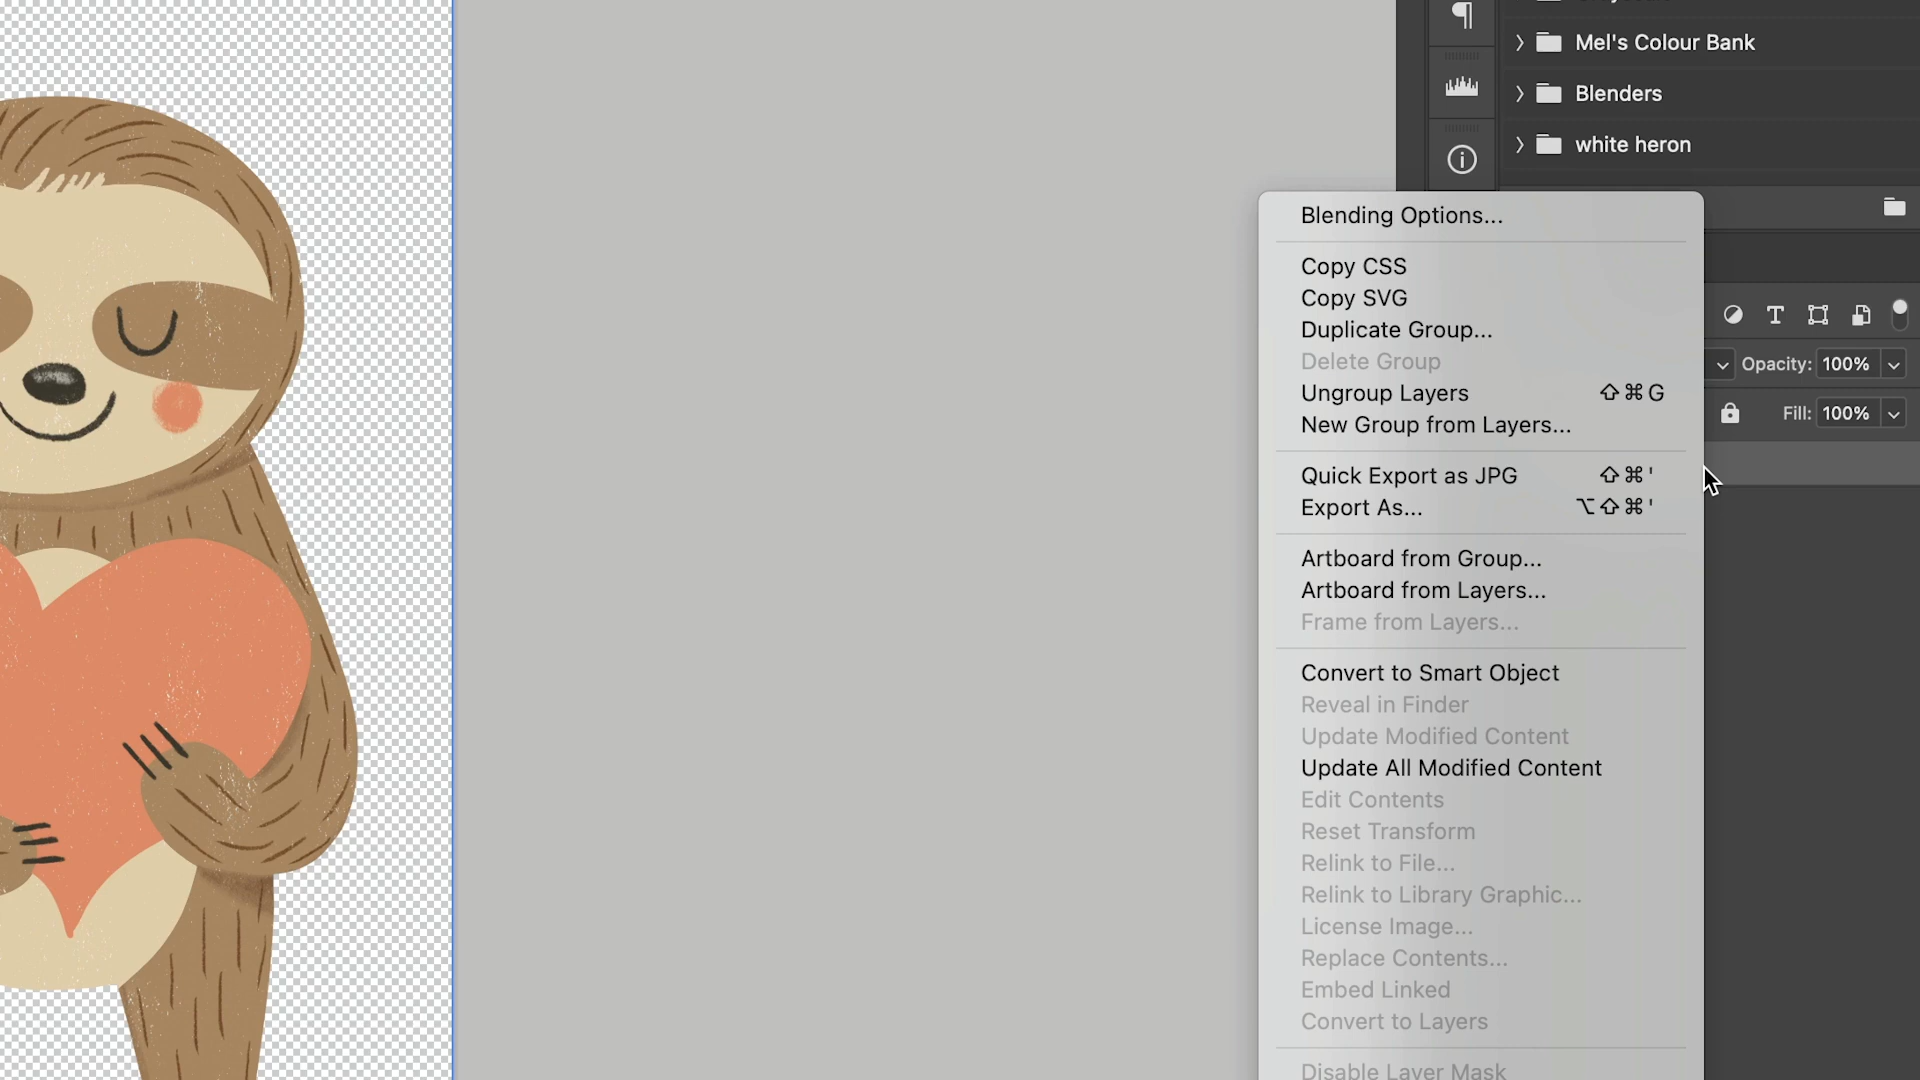 Mel's Colour Bank
Blenders
white heron
Blending Options...
Copy CSS
Copy SVG
Duplicate Group...
Delete Group
Ungroup Layers ⇧⌘G
New Group from Layers...
Quick Export as JPG ⇧⌘'
Export As... ⌥⇧⌘'
Artboard from Group...
Artboard from Layers...
Frame from Layers...
Convert to Smart Object
Reveal in Finder
Update Modified Content
Update All Modified Content
Edit Contents
Reset Transform
Relink to File...
Relink to Library Graphic...
License Image...
Replace Contents...
Embed Linked
Convert to Layers
Disable Layer Mask
Opacity: 100%
Fill: 100%